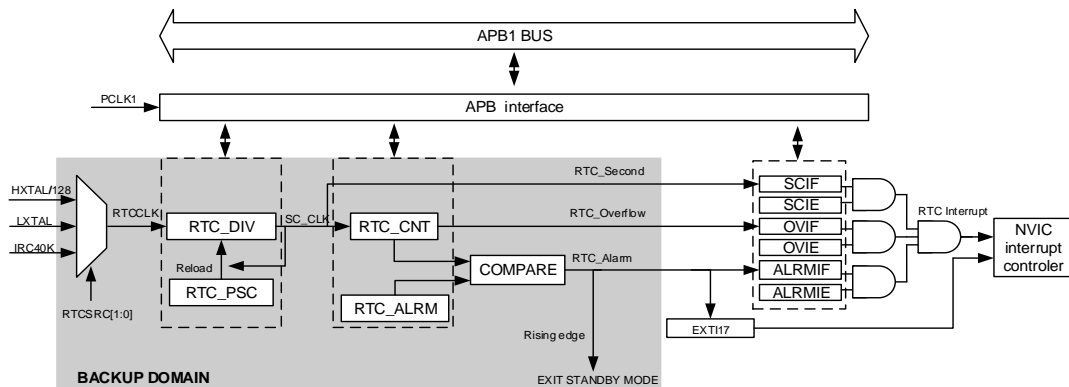 APB1 BUS
PCLK1
APB interface
HXTAL/128
LXTAL
IRC40K
RTCCLK
RTCSRC[1:0]
RTC_DIV
Reload
RTC_PSC
SC_CLK
RTC_CNT
RTC_ALRM
COMPARE
RTC_Second
RTC_Overflow
RTC_Alarm
Rising edge
EXIT STANDBY MODE
BACKUP DOMAIN
SCIF
SCIE
OVIF
OVIE
ALRMIF
ALRMIE
EXTI17
RTC Interrupt
NVIC
interrupt
controler